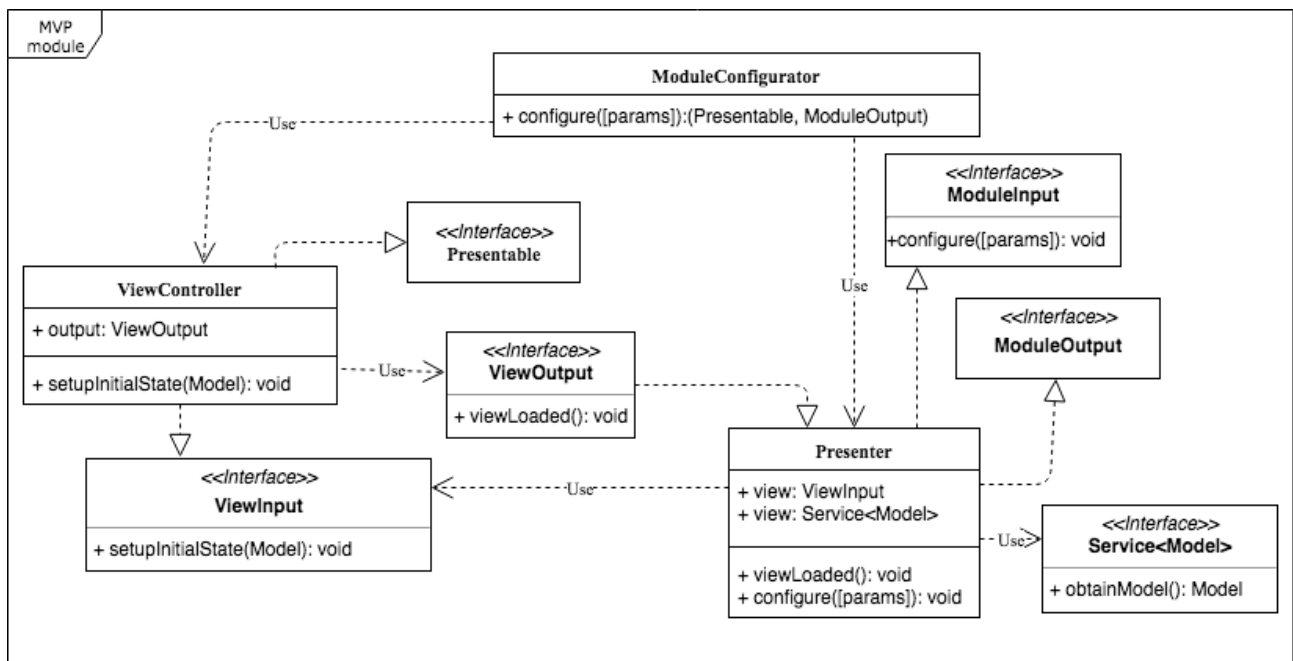 MVP
module
ModuleConfigurator
+ configure([params]):(Presentable, ModuleOutput)
Use
<<Interface>>
ModuleInput
+configure([params]): void
<<Interface>>
Presentable
ViewController
+ output: ViewOutput
+ setupInitialState(Model): void
Use
<<Interface>>
ModuleOutput
Use
<<Interface>>
ViewOutput
+ viewLoaded(): void
Presenter
+ view: ViewInput
+ view: Service<Model>
+ viewLoaded(): void
+ configure([params]): void
<<Interface>>
ViewInput
+ setupInitialState(Model): void
Use
Use
<<Interface>>
Service<Model>
+ obtainModel(): Model